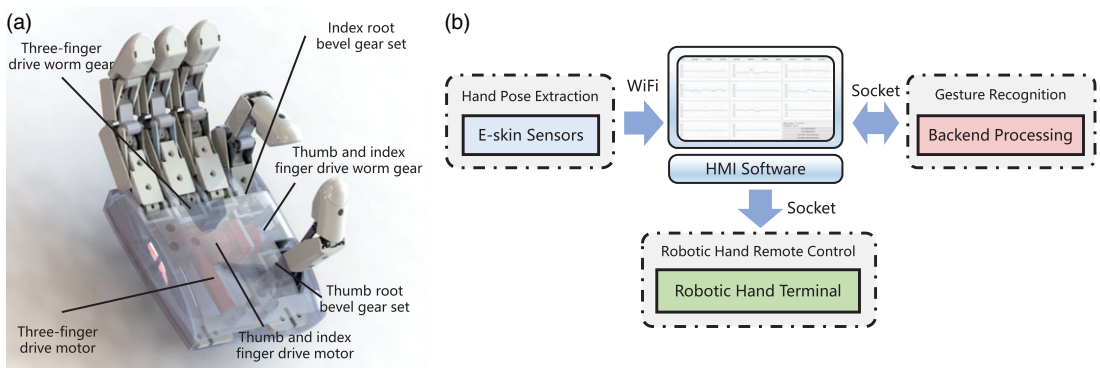 (a)
Three-finger
drive worm gear
Index root
bevel gear set
Thumb and index
finger drive worm gear
Thumb root
bevel gear set
Three-finger
drive motor
Thumb and index
finger drive motor
(b)
Hand Pose Extraction
E-skin Sensors
WiFi
HMI Software
Socket
Gesture Recognition
Backend Processing
Socket
Robotic Hand Remote Control
Robotic Hand Terminal